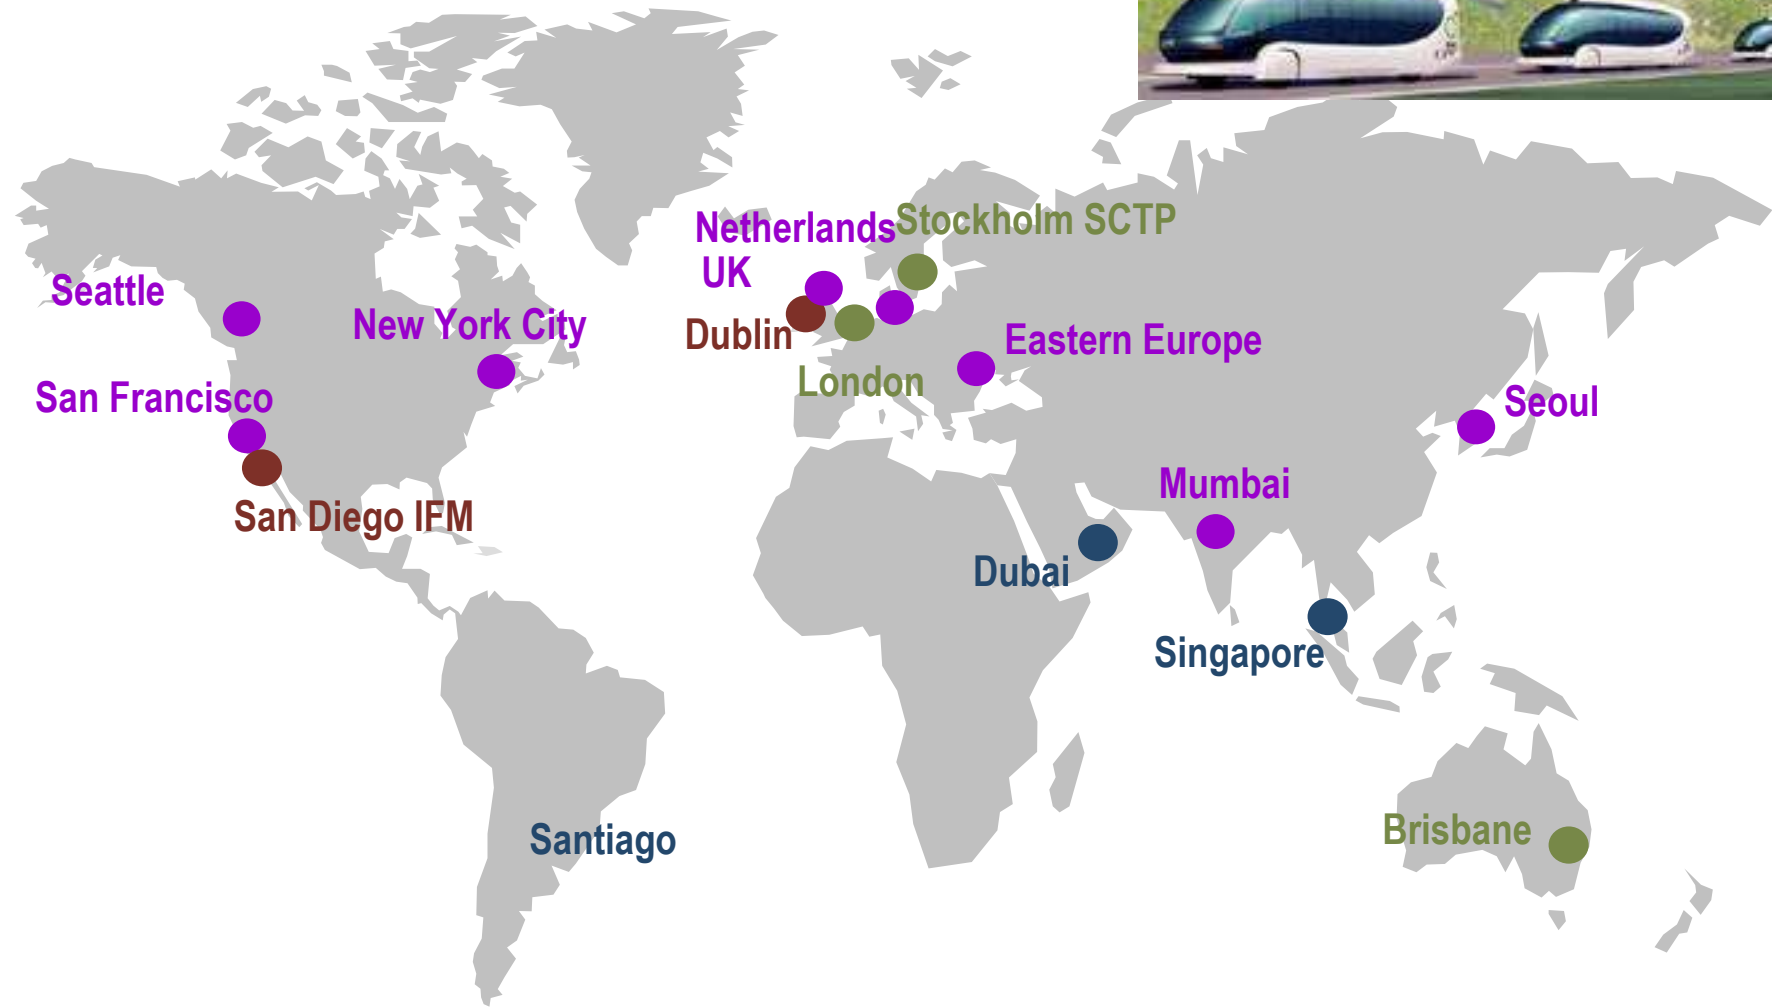 Netherlands
Stockholm SCTP
UK
Seattle
New York City
Dublin
Eastern Europe
London
San Francisco
Seoul
Mumbai
San Diego IFM
Dubai
Singapore
Santiago
Brisbane